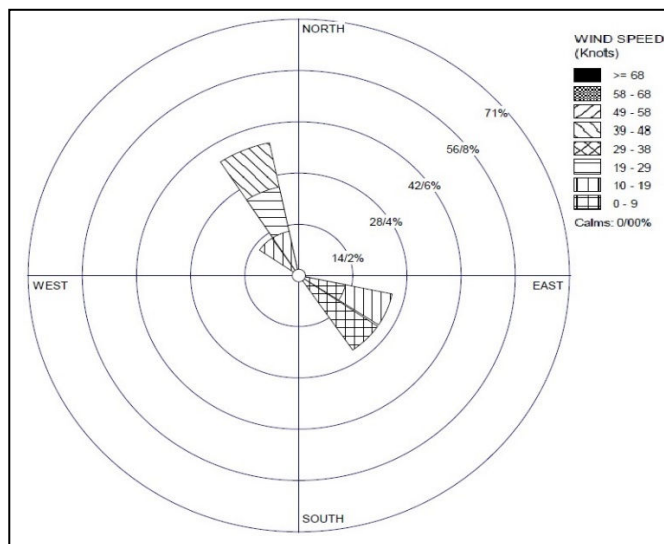 NORTH
WIND SPEED
(Knots)
>= 68
58 - 68
49 - 58
39 - 48
29 - 38
19 - 29
10 - 19
0 - 9
Calms: 0/00%
71%
56/8%
42/6%
28/4%
14/2%
WEST
EAST
SOUTH